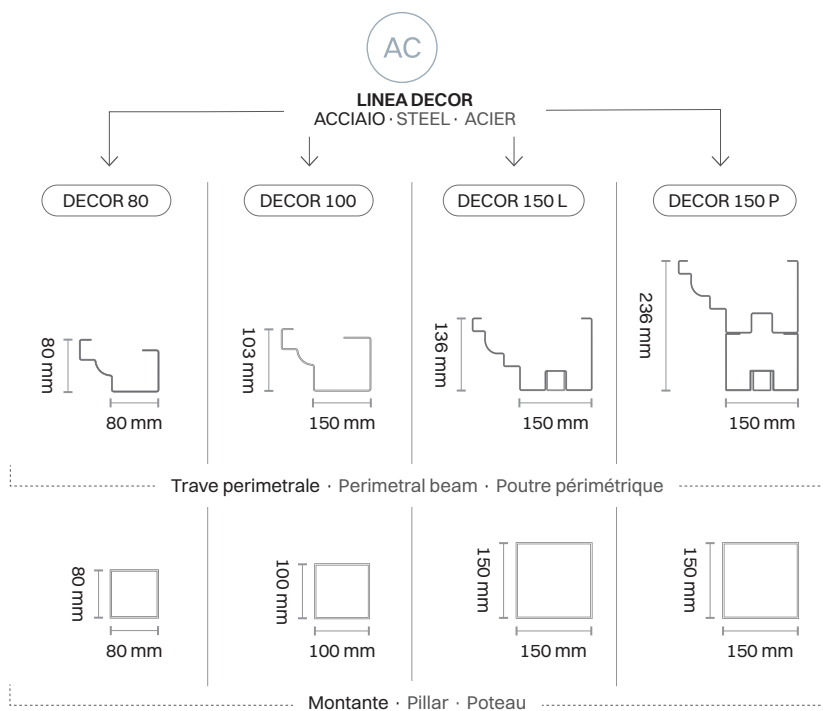 AC
LINEA DECOR
ACCIAIO · STEEL · ACIER
DECOR 80
DECOR 100
DECOR 150 L
DECOR 150 P
80 mm
80 mm
103 mm
150 mm
136 mm
150 mm
236 mm
150 mm
Trave perimetrale · Perimetral beam · Poutre périmétrique
80 mm
80 mm
100 mm
100 mm
150 mm
150 mm
150 mm
150 mm
Montante · Pillar · Poteau